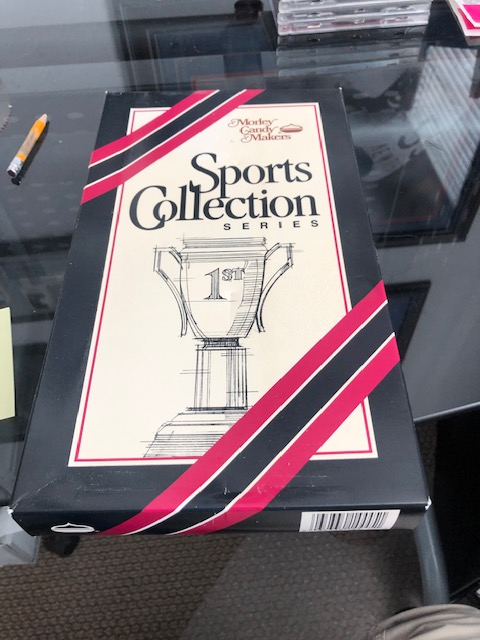 Morley
Candy
Makers
Sports
Collection
SERIES
1ST